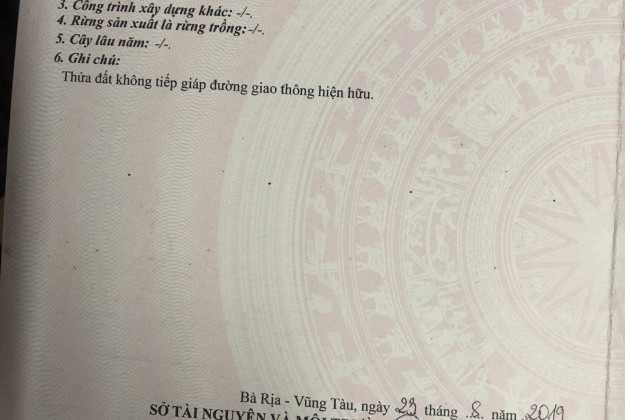 3. Công trình xây dựng khác: -/-.
4. Rừng sản xuất là rừng trồng: -/-.
5. Cây lâu năm: -/-.
6. Ghi chú:
Thửa đất không tiếp giáp đường giao thông hiện hữu.
Bà Rịa - Vũng Tàu, ngày 23 tháng 8. năm 2019
SỞ TÀI NGUYÊN VÀ MÔI